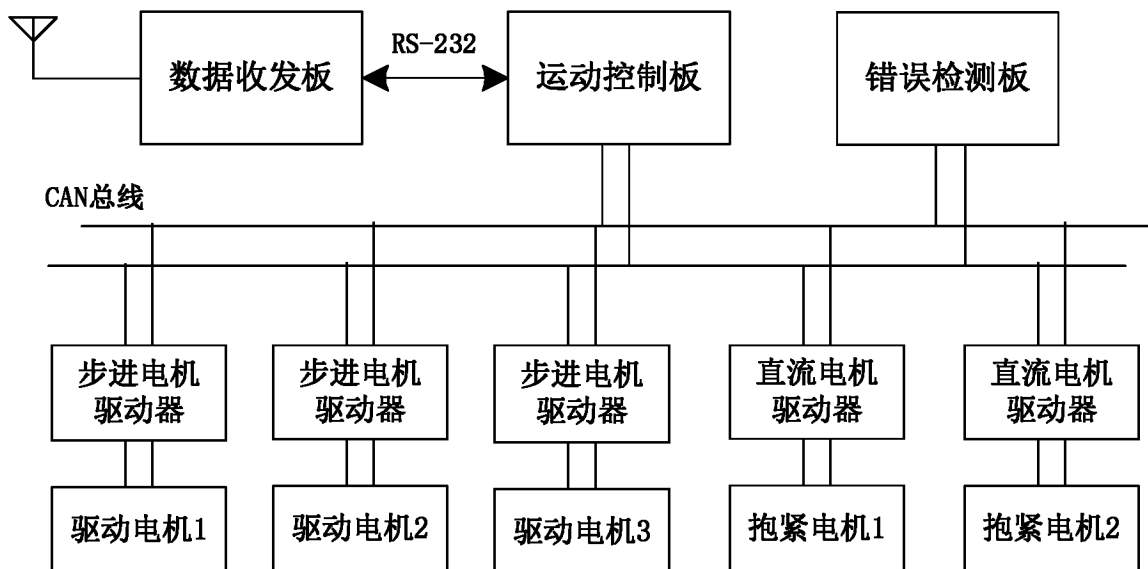 数据收发板
RS-232
运动控制板
错误检测板
CAN总线
步进电机
驱动器
步进电机
驱动器
步进电机
驱动器
直流电机
驱动器
直流电机
驱动器
驱动电机1
驱动电机2
驱动电机3
抱紧电机1
抱紧电机2